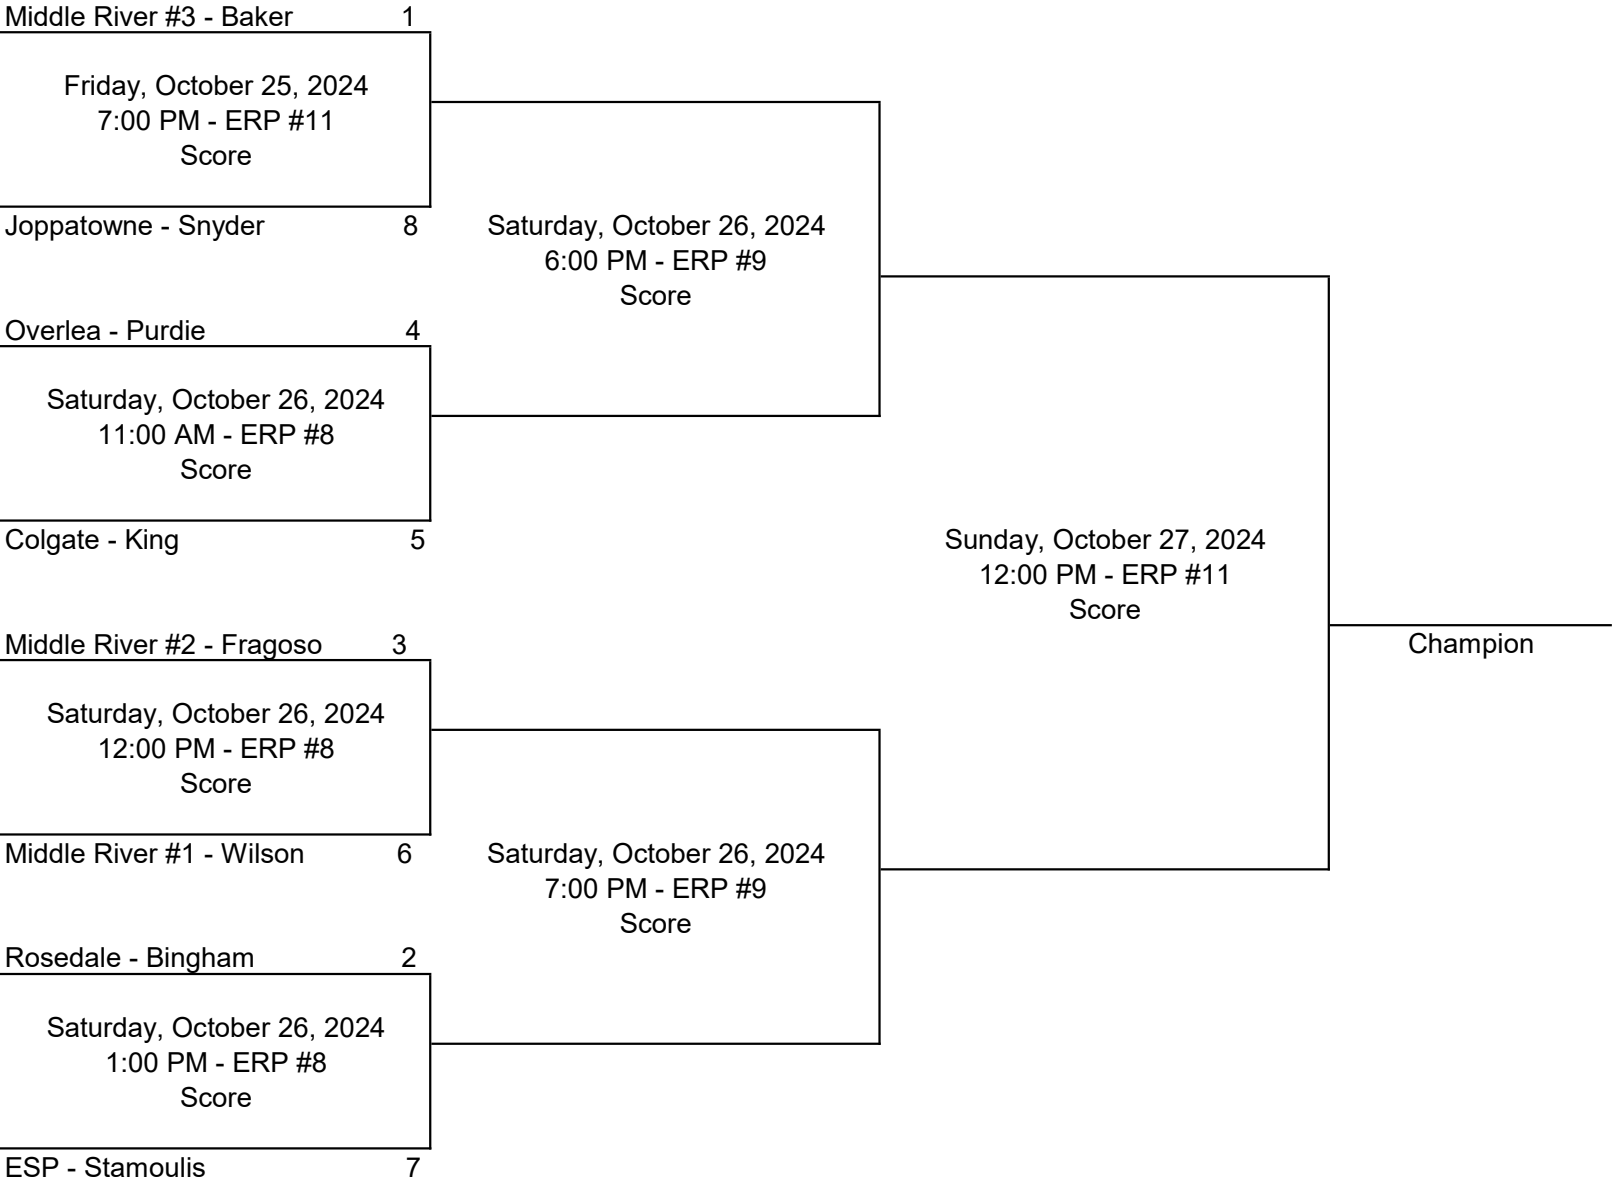 Middle River #3 - Baker 1
Friday, October 25, 2024
7:00 PM - ERP #11
Score
Joppatowne - Snyder 8
Saturday, October 26, 2024
6:00 PM - ERP #9
Score
Overlea - Purdie 4
Saturday, October 26, 2024
11:00 AM - ERP #8
Score
Colgate - King 5
Sunday, October 27, 2024
12:00 PM - ERP #11
Score
Champion
Middle River #2 - Fragoso 3
Saturday, October 26, 2024
12:00 PM - ERP #8
Score
Middle River #1 - Wilson 6
Saturday, October 26, 2024
7:00 PM - ERP #9
Score
Rosedale - Bingham 2
Saturday, October 26, 2024
1:00 PM - ERP #8
Score
ESP - Stamoulis 7